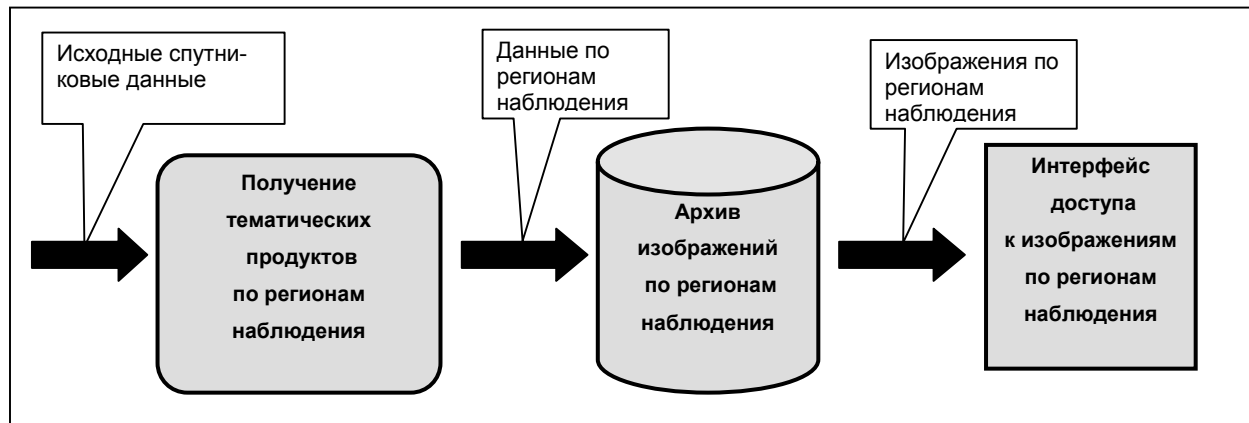 Исходные спутни-
ковые данные
Данные по
регионам
наблюдения
Изображения по
регионам
наблюдения
Получение
тематических
продуктов
по регионам
наблюдения
Архив
изображений
по регионам
наблюдения
Интерфейс
доступа
к изображениям
по регионам
наблюдения